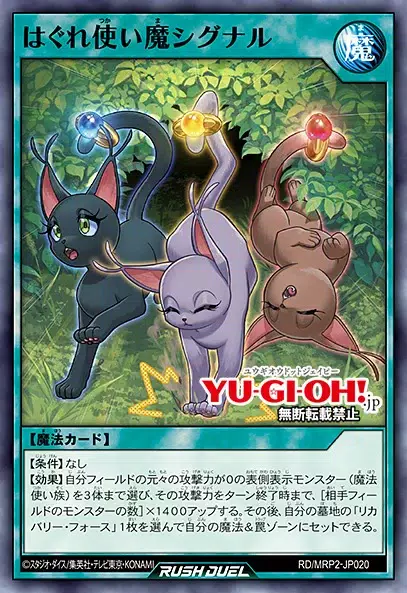 はぐれ使い魔シグナル
魔
ユウギオウドットジェイピー
YU-GI-OH!.jp
無断転載禁止
【魔法カード】
【条件】なし
【効果】自分フィールドの元々の攻撃力が0の表側表示モンスター(魔法
使い族)を3体まで選び、その攻撃力をターン終了時まで、[相手フィ
ールドのモンスターの数]×1400アップする。その後、自分の墓地の「リカ
バリー・フォース」1枚を選んで自分の魔法&罠ゾーンにセットできる。
©スタジオ・ダイス/集英社・テレビ東京・KONAMI
RUSH DUEL
RD/MRP2-JP020